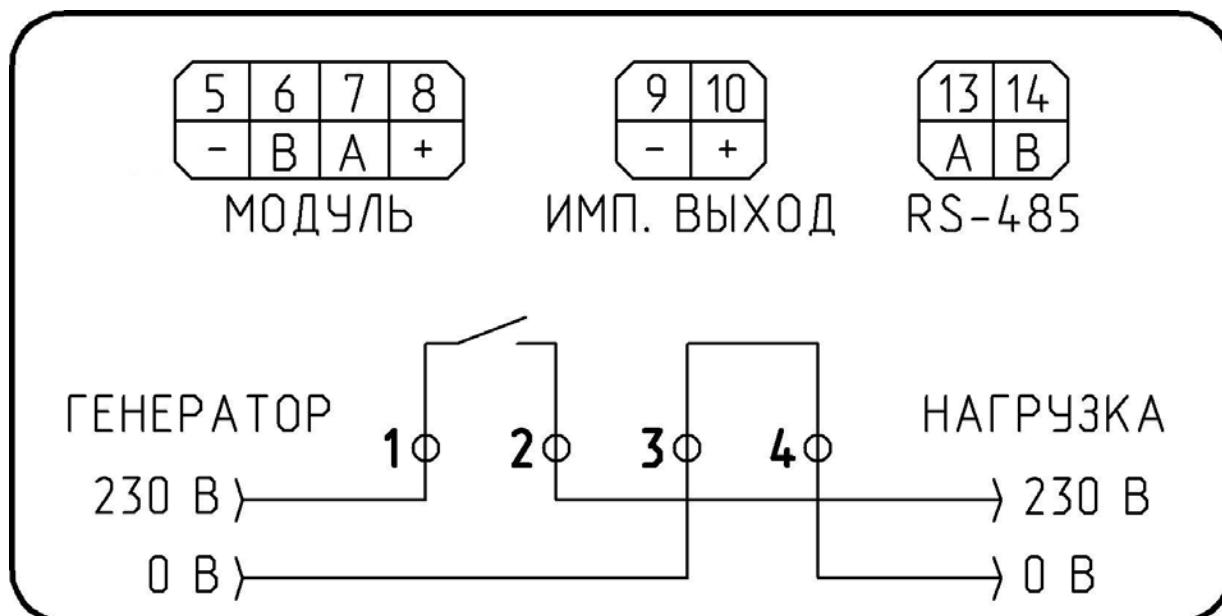 5 6 7 8 9 10 13 14
- B A + - + A B
МОДУЛЬ ИМП. ВЫХОД RS-485
ГЕНЕРАТОР НАГРУЗКА
1 2 3 4
230 В 230 В
0 В 0 В